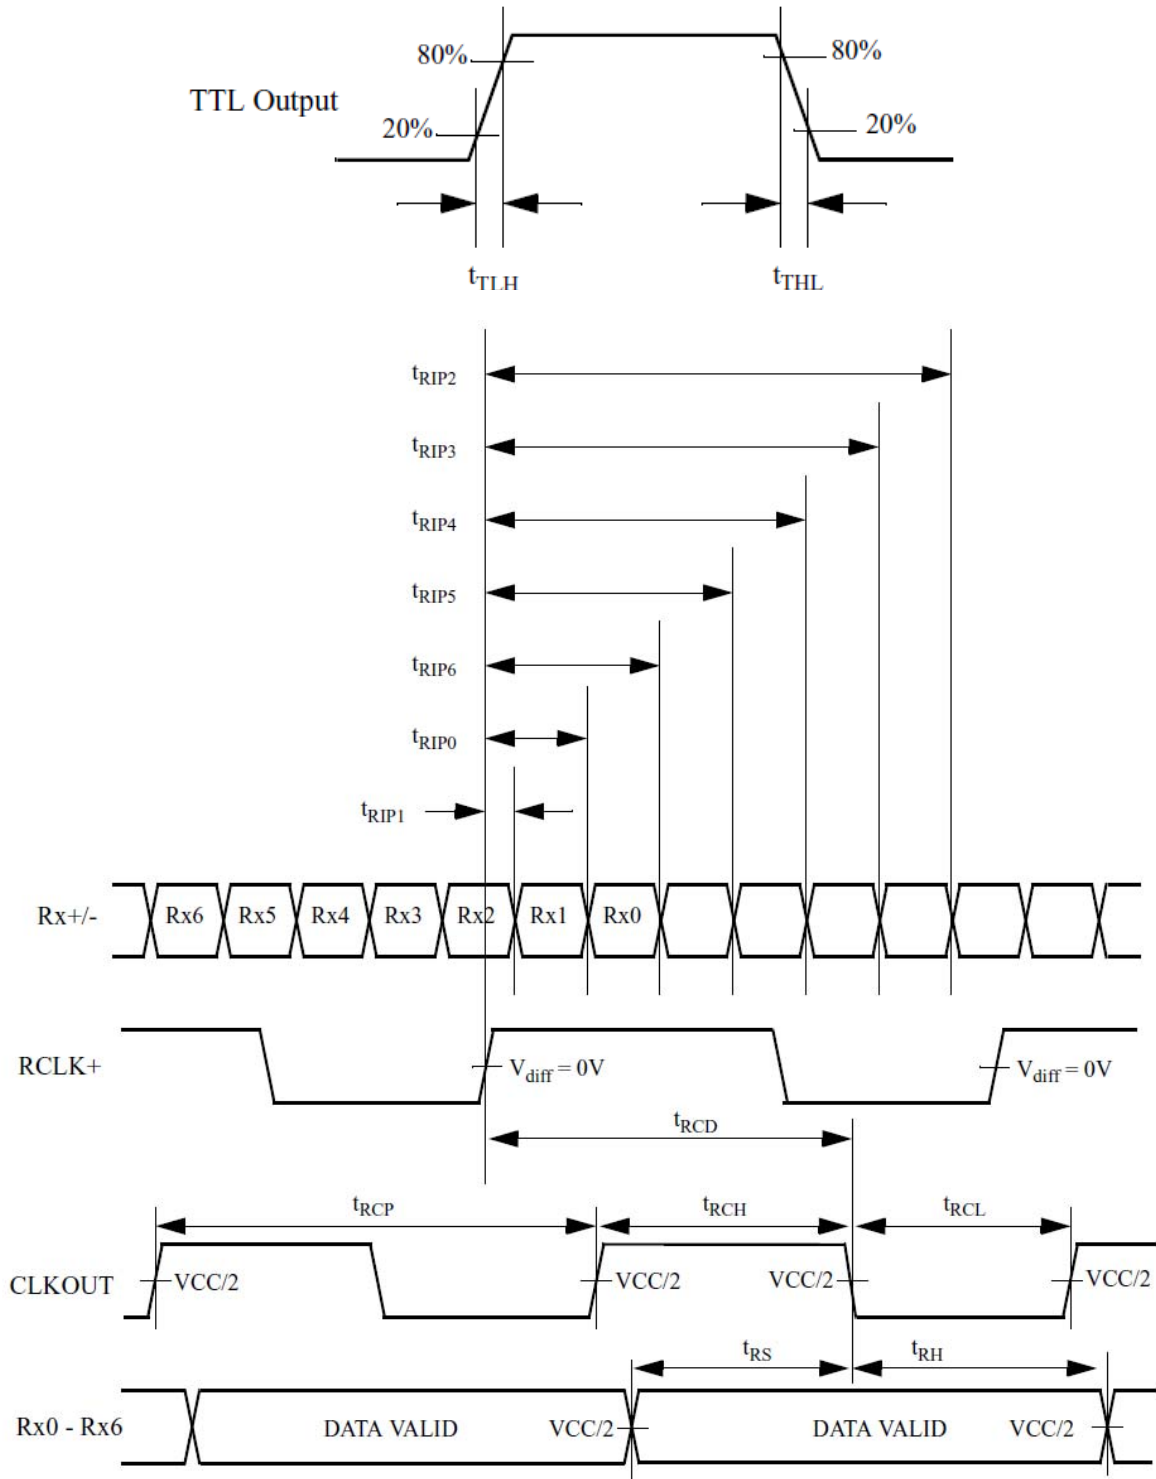 80%
80%
TTL Output
20%
20%
tTLH
tTHL
tRIP2
tRIP3
tRIP4
tRIP5
tRIP6
tRIP0
tRIP1
Rx+/-
Rx6
Rx5
Rx4
Rx3
Rx2
Rx1
Rx0
RCLK+
Vdiff = 0V
Vdiff = 0V
tRCD
tRCP
tRCH
tRCL
CLKOUT
VCC/2
VCC/2
VCC/2
VCC/2
tRS
tRH
Rx0 - Rx6
DATA VALID
VCC/2
DATA VALID
VCC/2